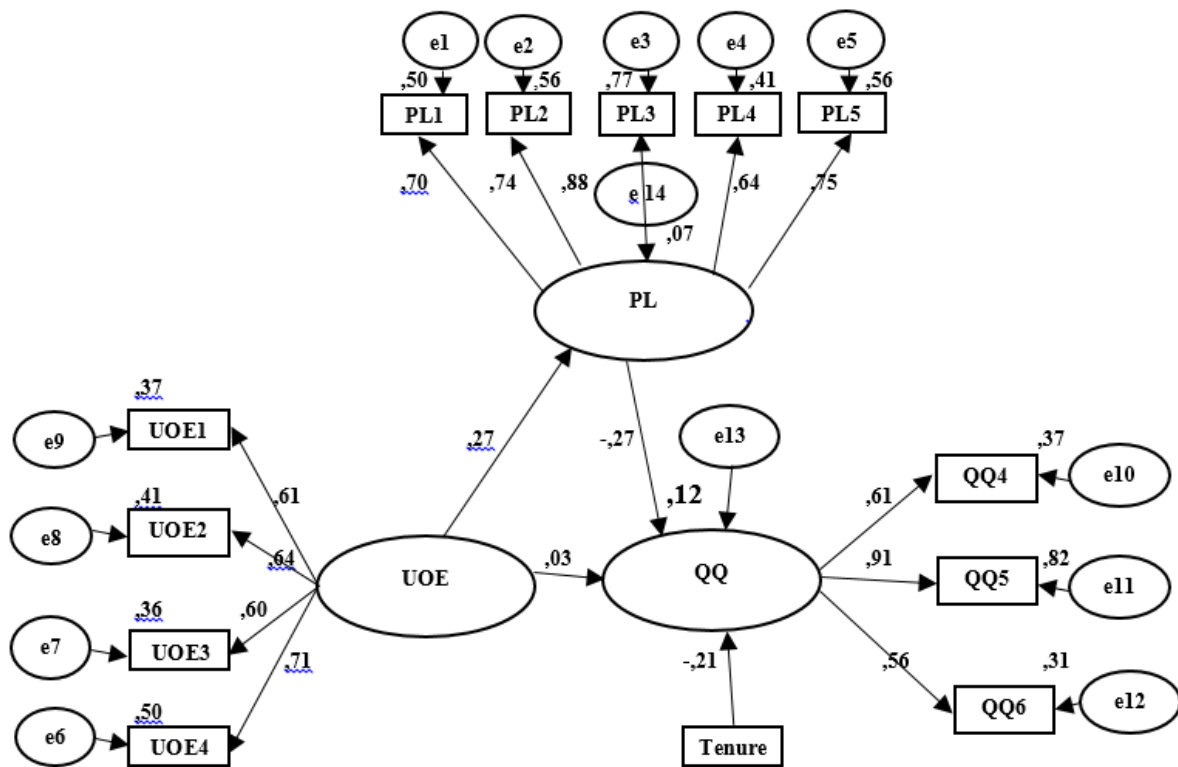 e1 e2 e3 e4 e5
,50 ,56 ,77 ,41 ,56
PL1 PL2 PL3 PL4 PL5
,70 ,74 ,88 e 14 ,64 ,75
,07
PL
,37
e9 UOE1 ,27 -,27 e13 ,37
QQ4 e10
,41 ,61 ,12 ,61
e8 UOE2
,64 UOE ,03 QQ ,91 ,82
QQ5 e11
,36 ,60
e7 UOE3
,71 -,21 ,56 ,31
QQ6 e12
,50
e6 UOE4 Tenure